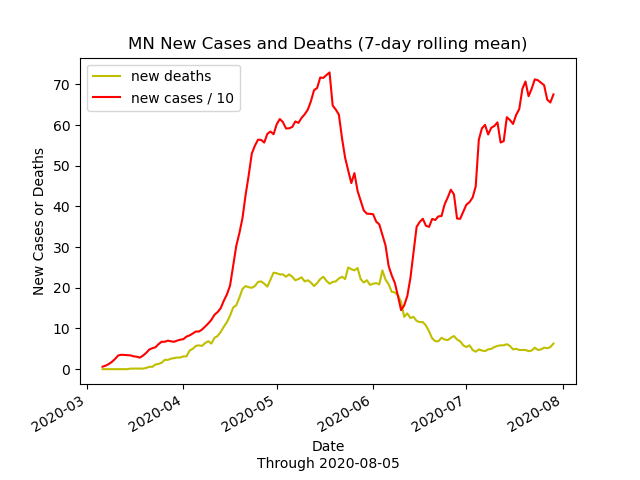 MN New Cases and Deaths (7-day rolling mean)
new deaths
new cases / 10
New Cases or Deaths
70
60
50
40
30
20
10
0
2020-03
2020-04
2020-05
2020-06
2020-07
2020-08
Date
Through 2020-08-05